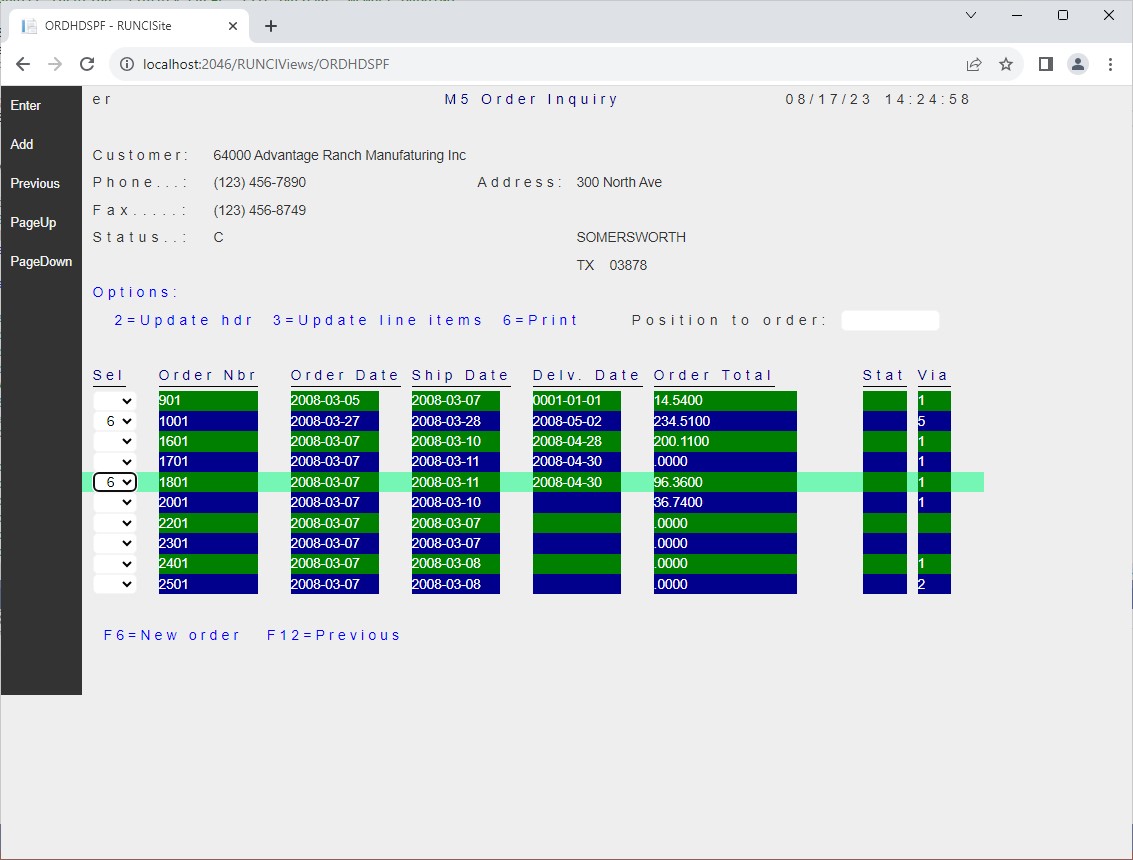 ORDHDSPF - RUNCISite
localhost:2046/RUNCIViews/ORDHDSPF
Enter
Add
Previous
PageUp
PageDown
er M5 Order Inquiry 08/17/23 14:24:58
Customer: 64000 Advantage Ranch Manufaturing Inc
Phone...: (123) 456-7890 Address: 300 North Ave
Fax.....: (123) 456-8749
Status..: C SOMERSWORTH
TX 03878
Options:
2=Update hdr 3=Update line items 6=Print Position to order:
Sel Order Nbr Order Date Ship Date Delv. Date Order Total Stat Via
901 2008-03-05 2008-03-07 0001-01-01 14.5400 1
6 1001 2008-03-27 2008-03-28 2008-05-02 234.5100 5
1601 2008-03-07 2008-03-10 2008-04-28 200.1100 1
1701 2008-03-07 2008-03-11 2008-04-30 .0000 1
6 1801 2008-03-07 2008-03-11 2008-04-30 96.3600 1
2001 2008-03-07 2008-03-10 36.7400 1
2201 2008-03-07 2008-03-07 .0000
2301 2008-03-07 2008-03-07 .0000
2401 2008-03-07 2008-03-08 .0000 1
2501 2008-03-07 2008-03-08 .0000 2
F6=New order F12=Previous